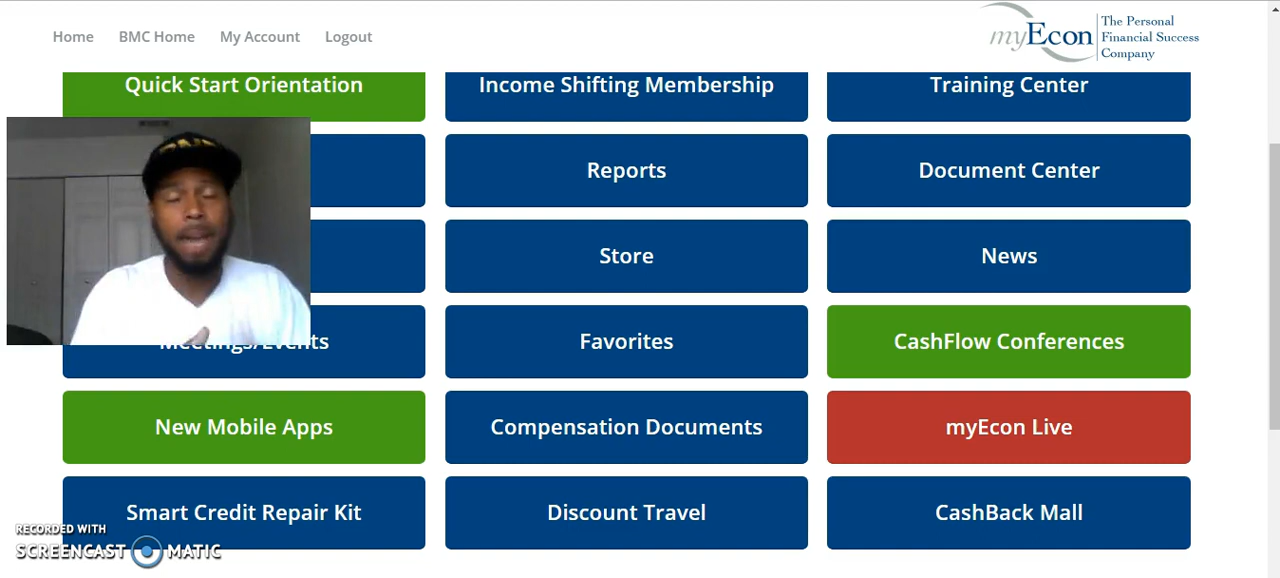 Home BMC Home My Account Logout
myEcon
The Personal
Financial Success
Company
Quick Start Orientation Income Shifting Membership Training Center
Reports Document Center
Store News
Meetings/Events Favorites CashFlow Conferences
New Mobile Apps Compensation Documents myEcon Live
Smart Credit Repair Kit Discount Travel CashBack Mall
RECORDED WITH
SCREENCAST MATIC